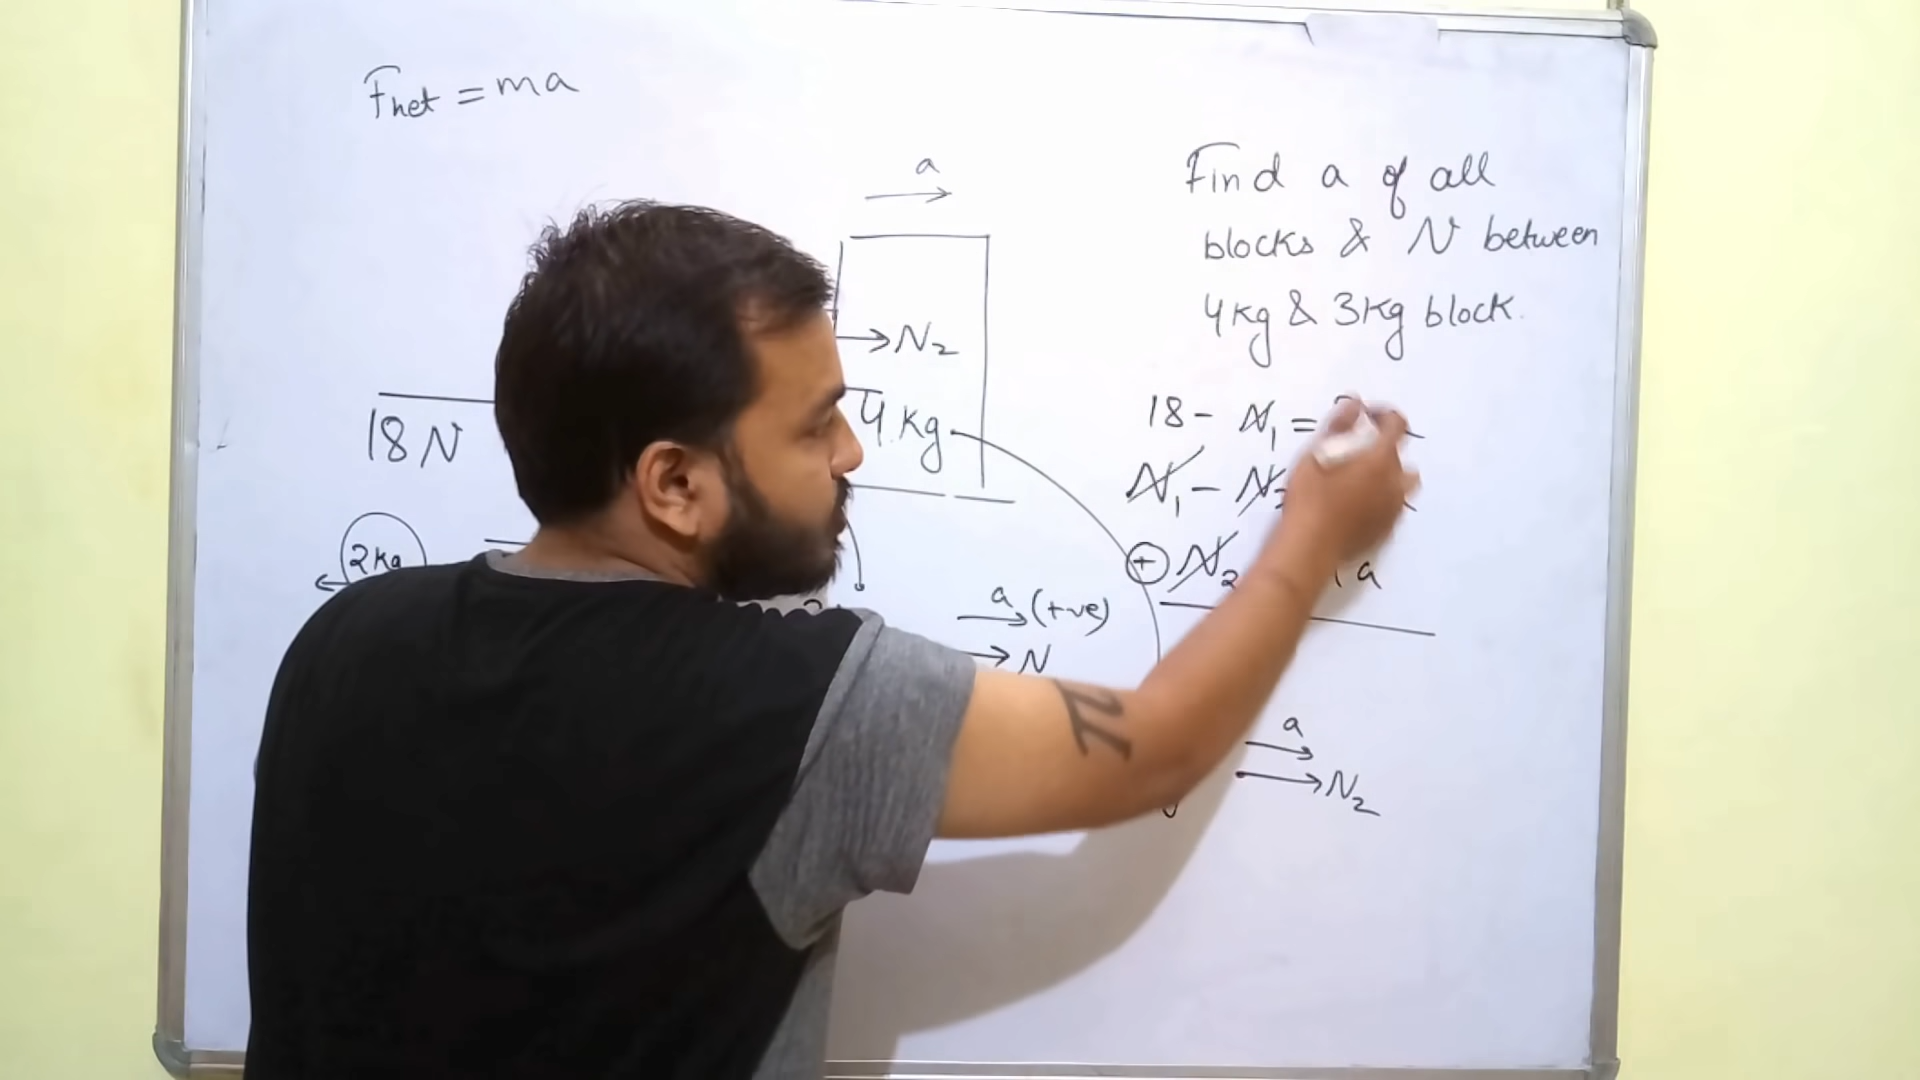 Fnet = ma
a
Find a of all
blocks & N between
4kg & 3kg block.
N₂
18 N
4 kg
18 - N₁ =
N₁ - N₂
+ N₂ a
2kg
a (+ve)
N
a
N₂